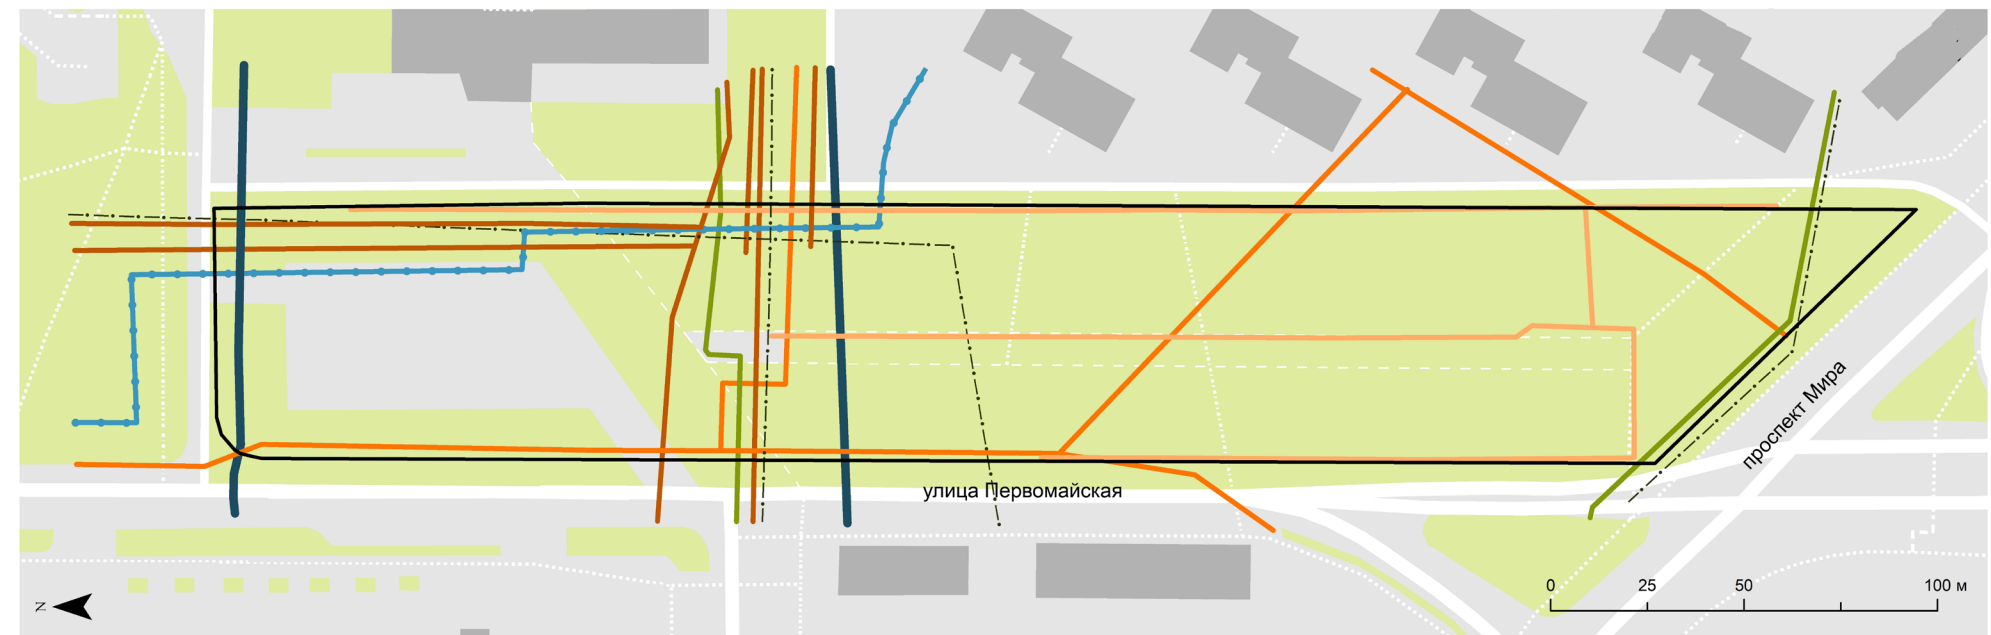 проспект Мира
улица Первомайская
0 25 50 100 м
N